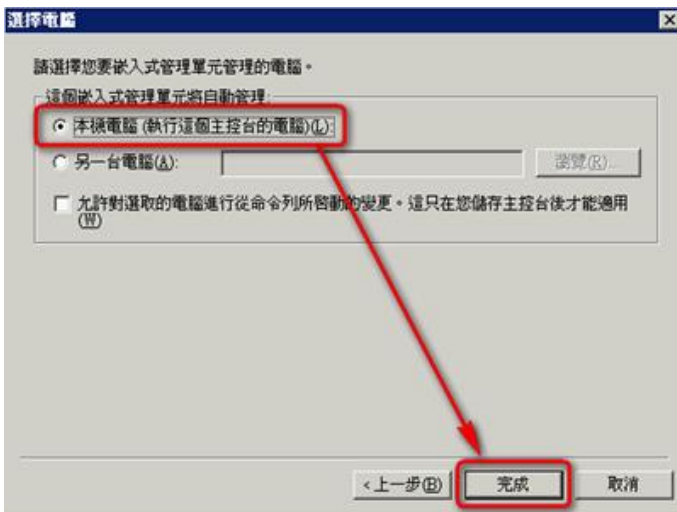 選擇電腦
請選擇您要嵌入式管理單元管理的電腦。
這個嵌入式管理單元將自動管理:
本機電腦 (執行這個主控台的電腦)(L):
另一台電腦(A):
瀏覽(R)...
允許對選取的電腦進行從命令列所啓動的變更。這只在您儲存主控台後才能適用
(W)
<上一步(B)
完成
取消